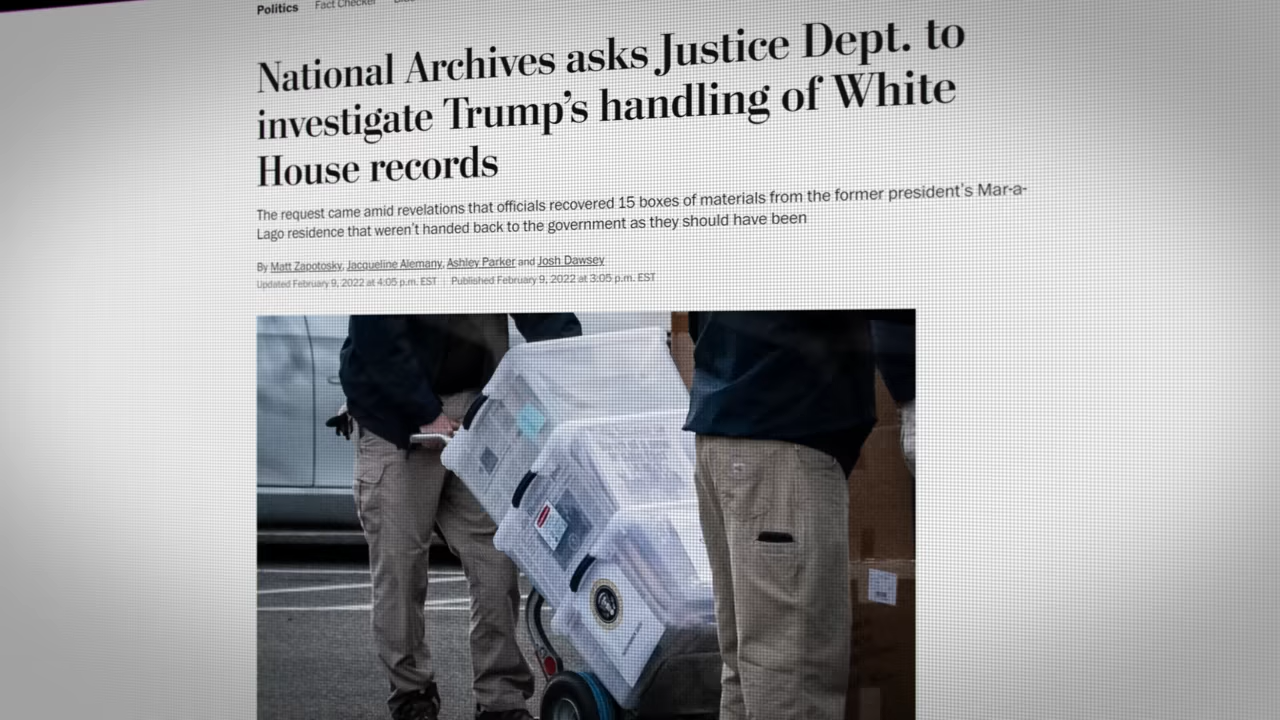 Politics Fact Checker
National Archives asks Justice Dept. to
investigate Trump's handling of White
House records
The request came amid revelations that officials recovered 15 boxes of materials from the former president's Mar-a-
Lago residence that weren't handed back to the government as they should have been
By Matt Zapotosky, Jacqueline Alemany, Ashley Parker and Josh Dawsey
Updated February 9, 2022 at 4:05 p.m. EST | Published February 9, 2022 at 3:05 p.m. EST